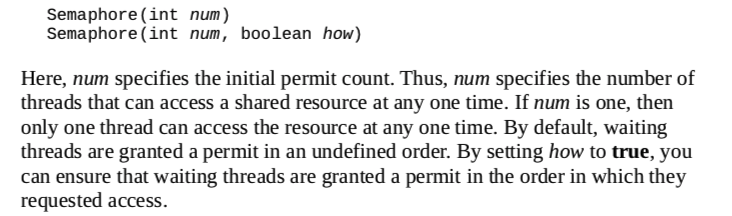 Semaphore(int num)
Semaphore(int num, boolean how)
Here, num specifies the initial permit count. Thus, num specifies the number of
threads that can access a shared resource at any one time. If num is one, then
only one thread can access the resource at any one time. By default, waiting
threads are granted a permit in an undefined order. By setting how to true, you
can ensure that waiting threads are granted a permit in the order in which they
requested access.